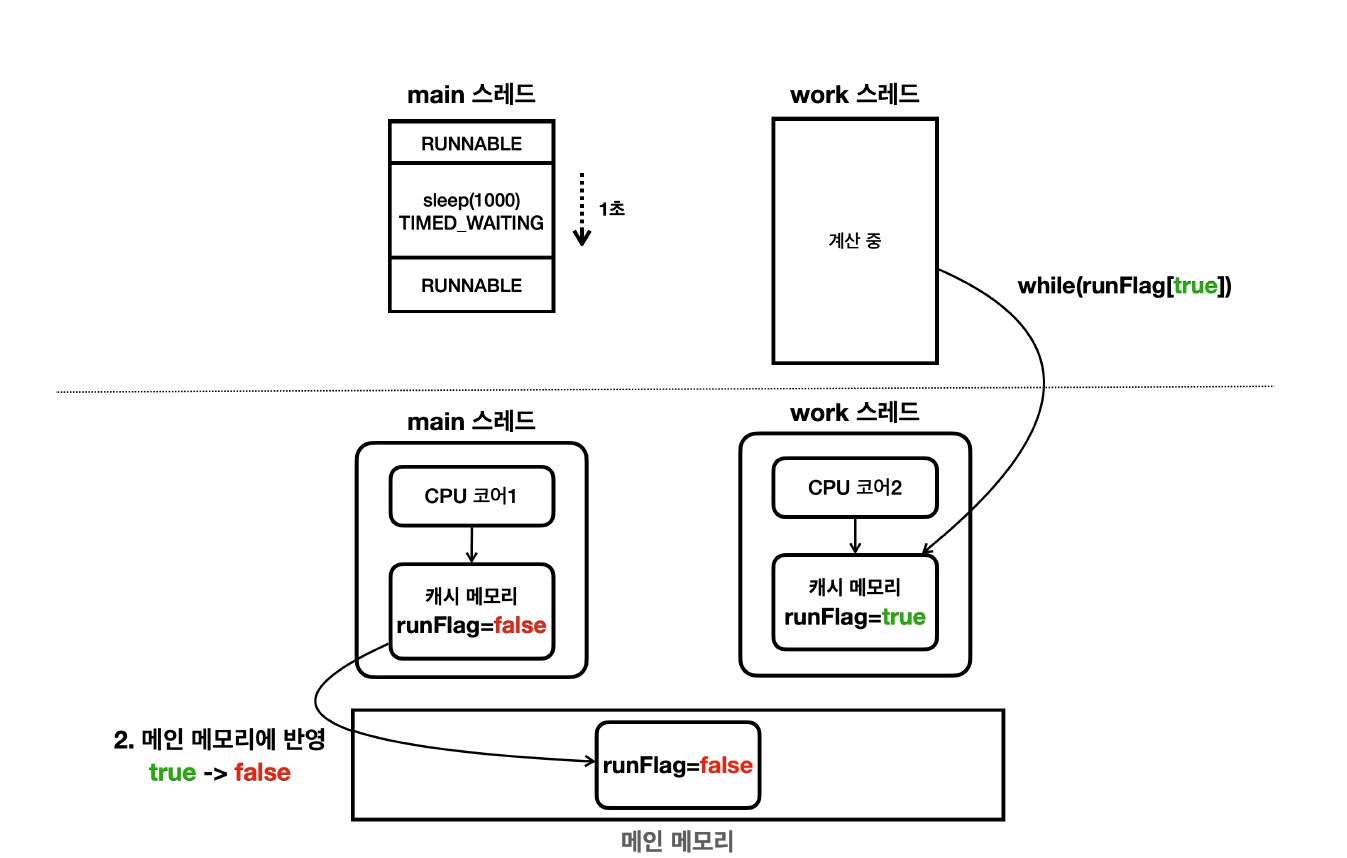 main 스레드
work 스레드
RUNNABLE
sleep(1000)
TIMED_WAITING
1초
RUNNABLE
계산 중
while(runFlag[true])
main 스레드
work 스레드
CPU 코어1
CPU 코어2
캐시 메모리
runFlag=false
캐시 메모리
runFlag=true
2. 메인 메모리에 반영
true -> false
runFlag=false
메인 메모리